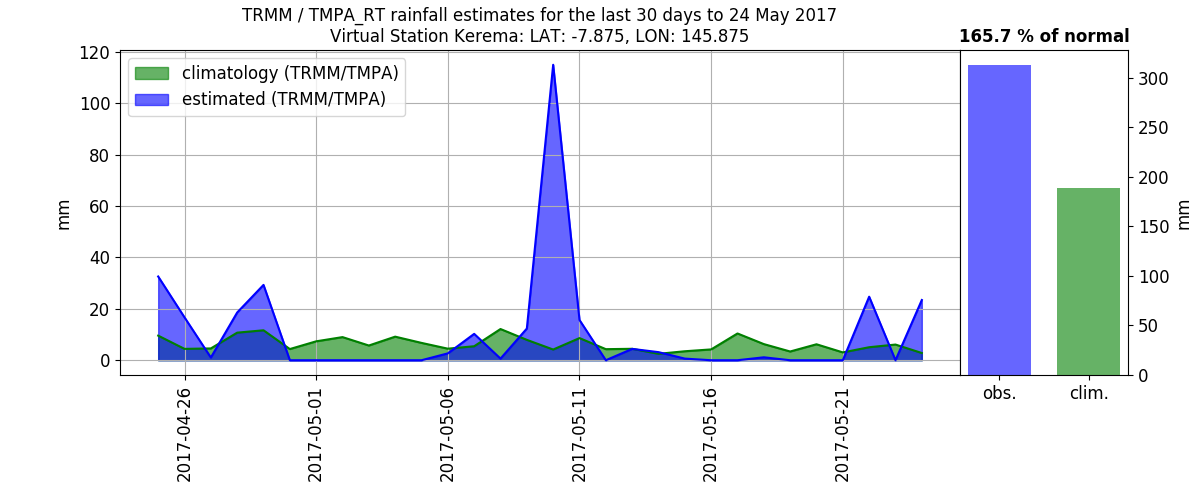 TRMM / TMPA_RT rainfall estimates for the last 30 days to 24 May 2017
Virtual Station Kerema: LAT: -7.875, LON: 145.875
165.7 % of normal
climatology (TRMM/TMPA)
estimated (TRMM/TMPA)
mm
120
100
80
60
40
20
0
2017-04-26
2017-05-01
2017-05-06
2017-05-11
2017-05-16
2017-05-21
300
250
200
150
100
50
0
mm
obs.
clim.